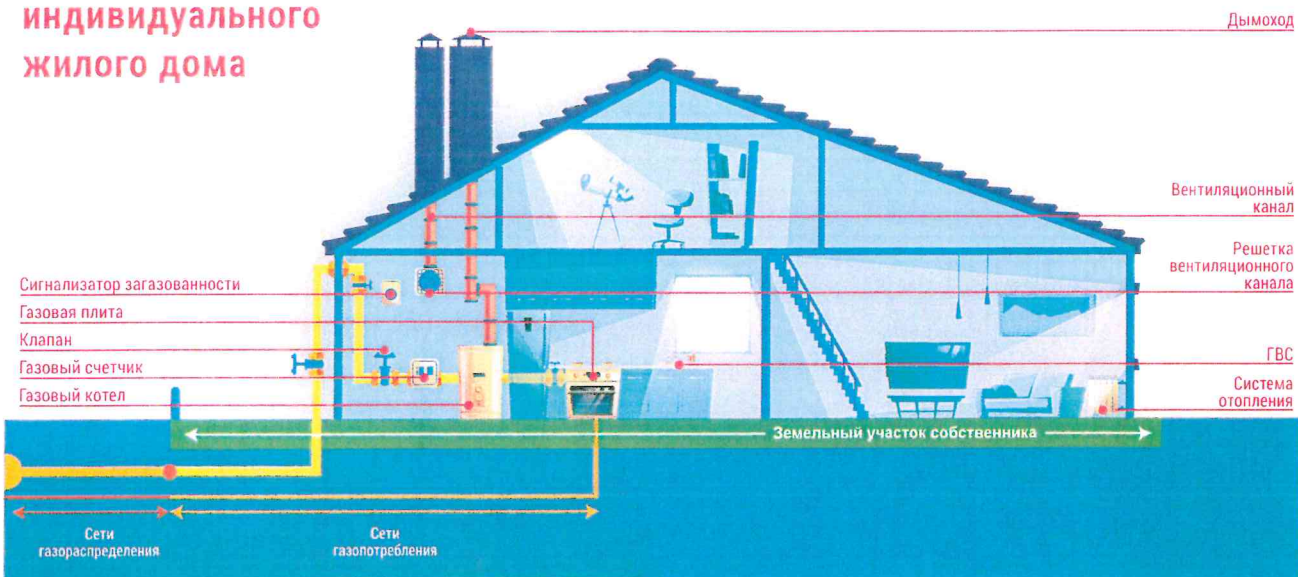 индивидуального
жилого дома
Дымоход
Вентиляционный
канал
Решетка
вентиляционного
канала
Сигнализатор загазованности
Газовая плита
Клапан
Газовый счетчик
Газовый котел
ГВС
Система
отопления
Земельный участок собственника
Сети
газораспределения
Сети
газопотребления